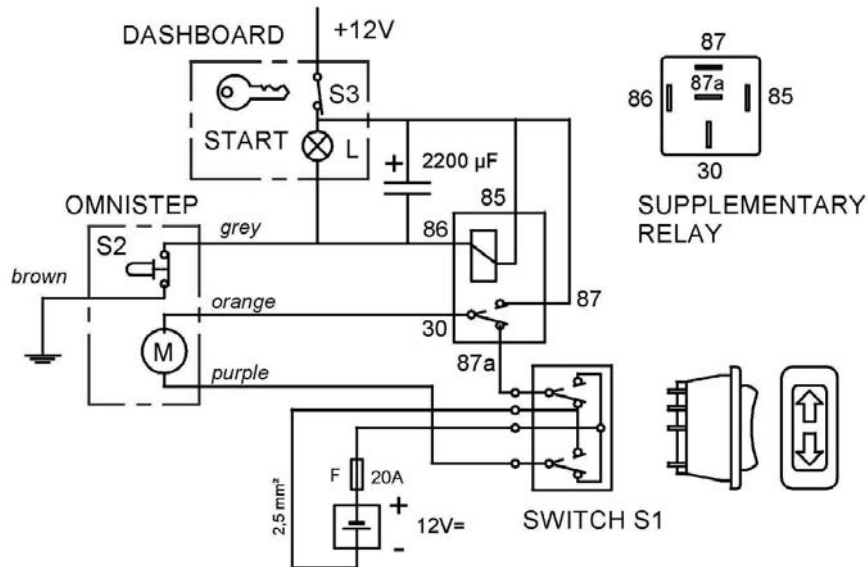 DASHBOARD
+12V
S3
START
L
+
2200 µF
85
86
OMNISTEP
S2
grey
brown
orange
30
87
87a
M
purple
F
20A
2,5 mm²
+
12V=
-
SWITCH S1
87
86
87a
85
30
SUPPLEMENTARY
RELAY